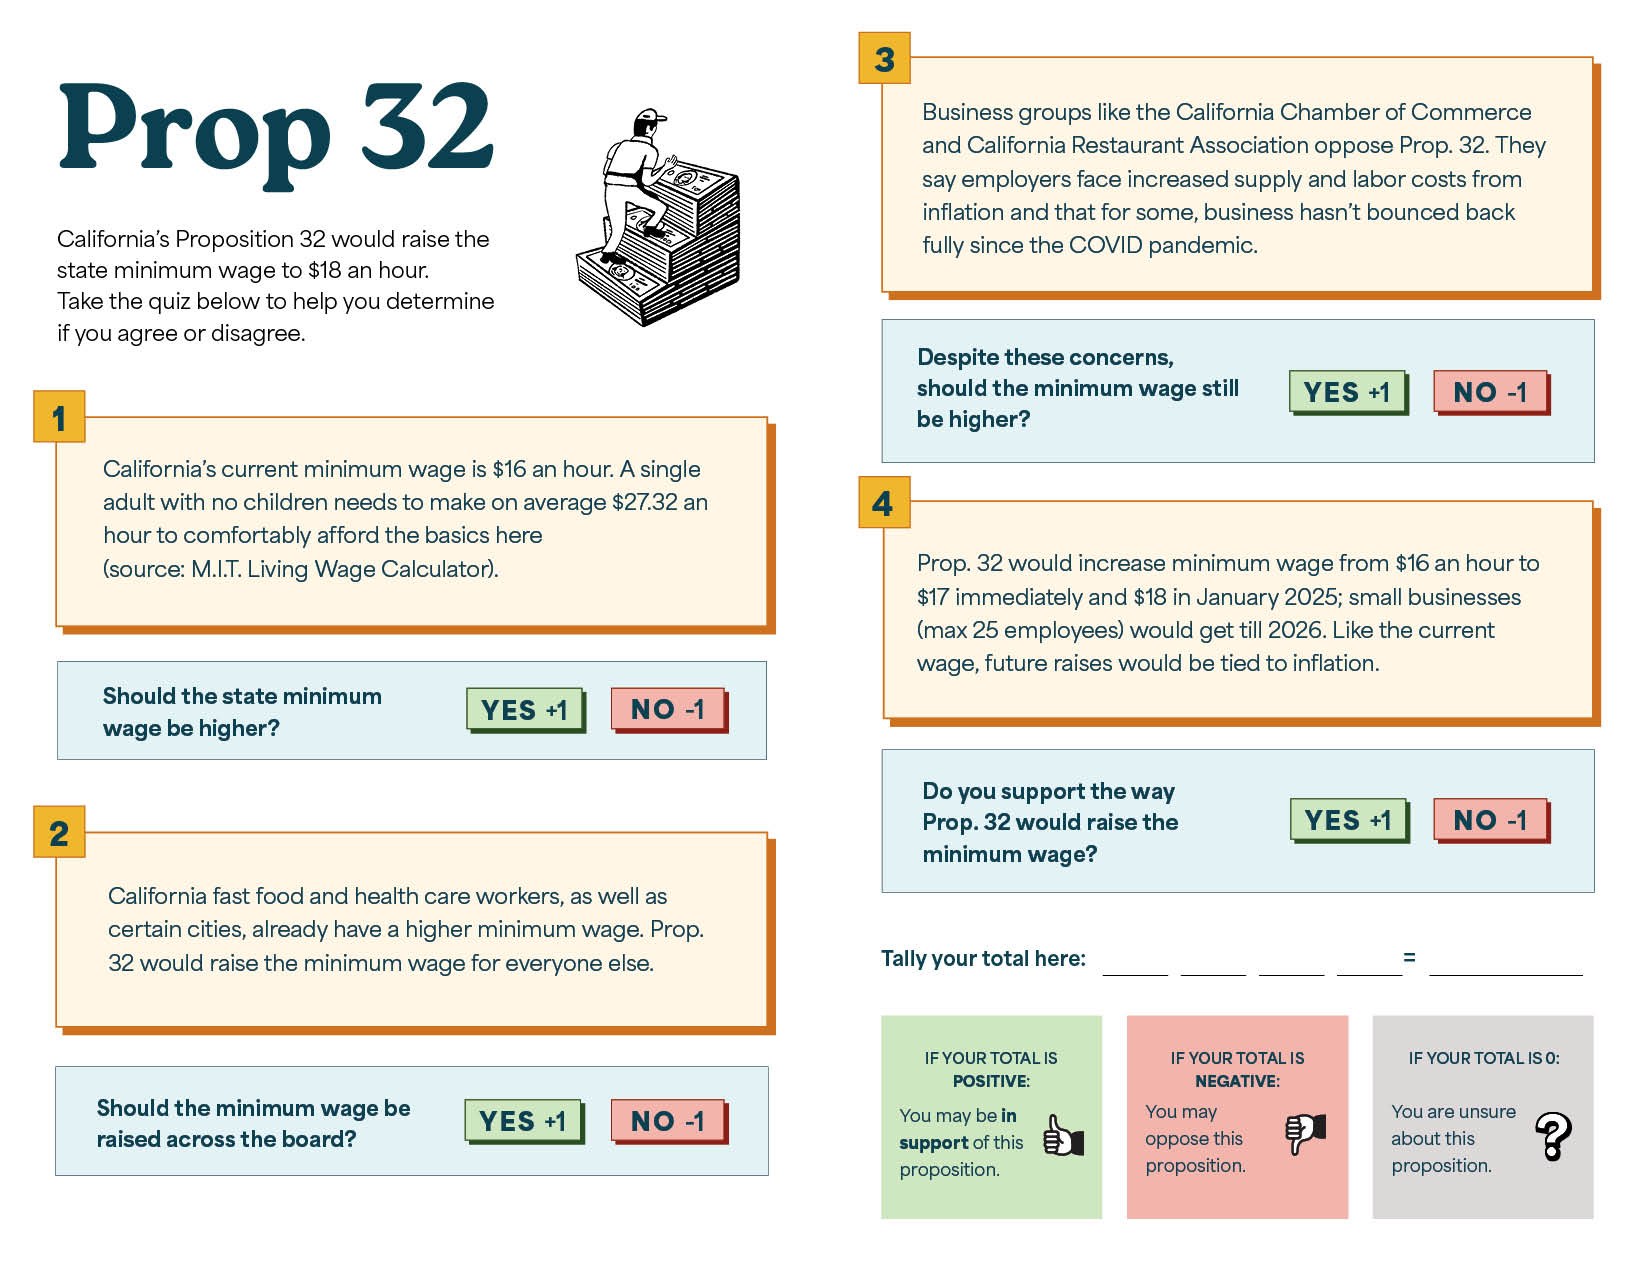 Prop 32
California’s Proposition 32 would raise the
state minimum wage to $18 an hour.
Take the quiz below to help you determine
if you agree or disagree.
1
California’s current minimum wage is $16 an hour. A single
adult with no children needs to make on average $27.32 an
hour to comfortably afford the basics here
(source: M.I.T. Living Wage Calculator).
Should the state minimum
wage be higher?
YES +1
NO -1
2
California fast food and health care workers, as well as
certain cities, already have a higher minimum wage. Prop.
32 would raise the minimum wage for everyone else.
Should the minimum wage be
raised across the board?
YES +1
NO -1
3
Business groups like the California Chamber of Commerce
and California Restaurant Association oppose Prop. 32. They
say employers face increased supply and labor costs from
inflation and that for some, business hasn’t bounced back
fully since the COVID pandemic.
Despite these concerns,
should the minimum wage still
be higher?
YES +1
NO -1
4
Prop. 32 would increase minimum wage from $16 an hour to
$17 immediately and $18 in January 2025; small businesses
(max 25 employees) would get till 2026. Like the current
wage, future raises would be tied to inflation.
Do you support the way
Prop. 32 would raise the
minimum wage?
YES +1
NO -1
Tally your total here: _____ _____ _____ _____ = _____
IF YOUR TOTAL IS
POSITIVE:
You may be in
support of this
proposition.
IF YOUR TOTAL IS
NEGATIVE:
You may
oppose this
proposition.
IF YOUR TOTAL IS 0:
You are unsure
about this
proposition.
?